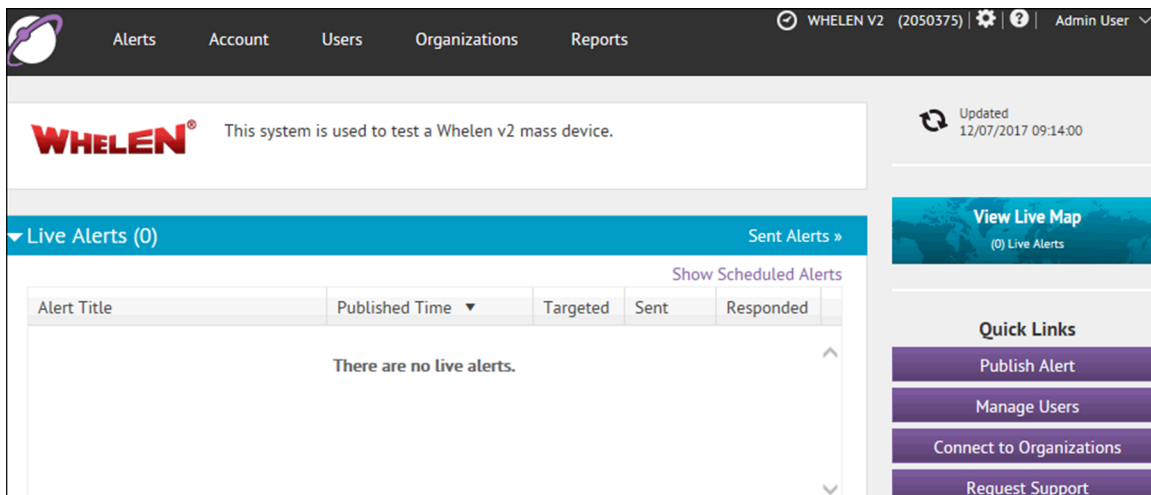 Alerts Account Users Organizations Reports WHELEN V2 (2050375) | | ? | Admin User
WHELEN®
This system is used to test a Whelen v2 mass device.
Updated
12/07/2017 09:14:00
Live Alerts (0) Sent Alerts »
View Live Map
(0) Live Alerts
Show Scheduled Alerts
Alert Title Published Time ▼ Targeted Sent Responded
There are no live alerts.
Quick Links
Publish Alert
Manage Users
Connect to Organizations
Request Support